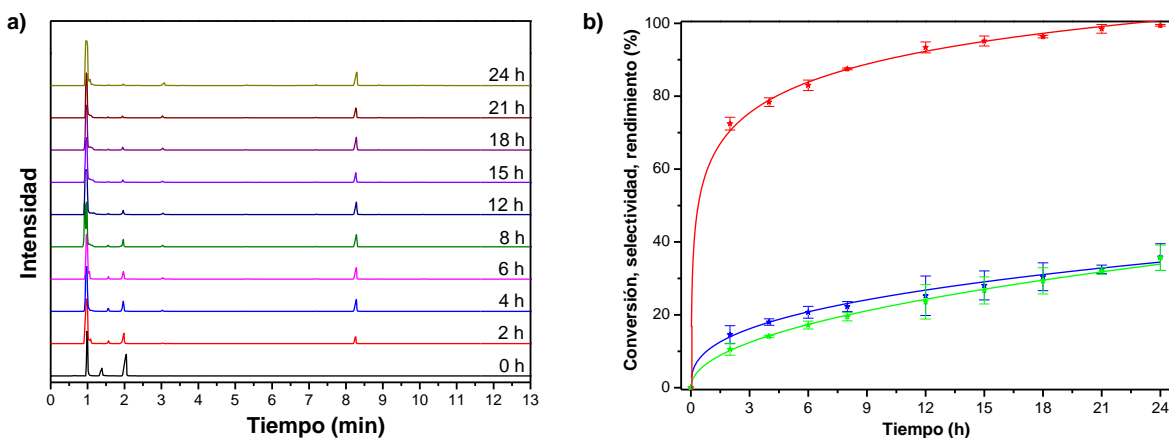 a)
Intensidad
24 h
21 h
18 h
15 h
12 h
8 h
6 h
4 h
2 h
0 h
0 1 2 3 4 5 6 7 8 9 10 11 12 13
Tiempo (min)
b)
Conversión, selectividad, rendimiento (%)
100
80
60
40
20
0
0 3 6 9 12 15 18 21 24
Tiempo (h)